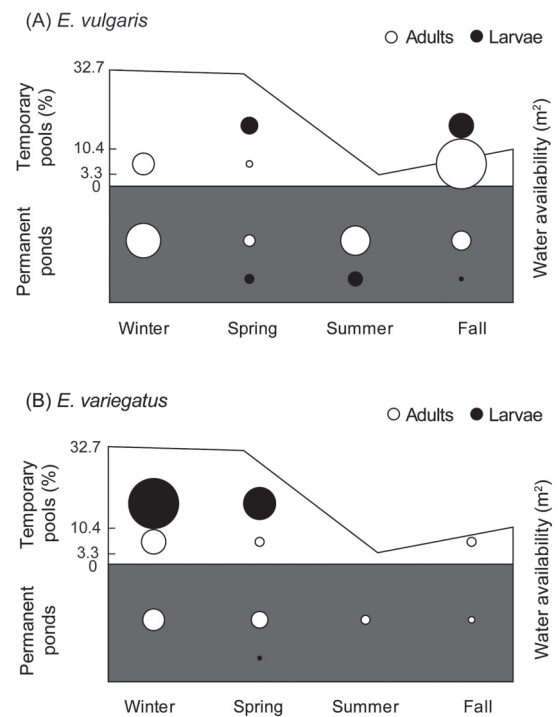 (A) E. vulgaris
Adults Larvae
32.7
10.4
3.3
0
Temporary
pools (%)
Permanent
ponds
Water availability (m²)
Winter Spring Summer Fall
(B) E. variegatus
Adults Larvae
32.7
10.4
3.3
0
Temporary
pools (%)
Permanent
ponds
Water availability (m²)
Winter Spring Summer Fall